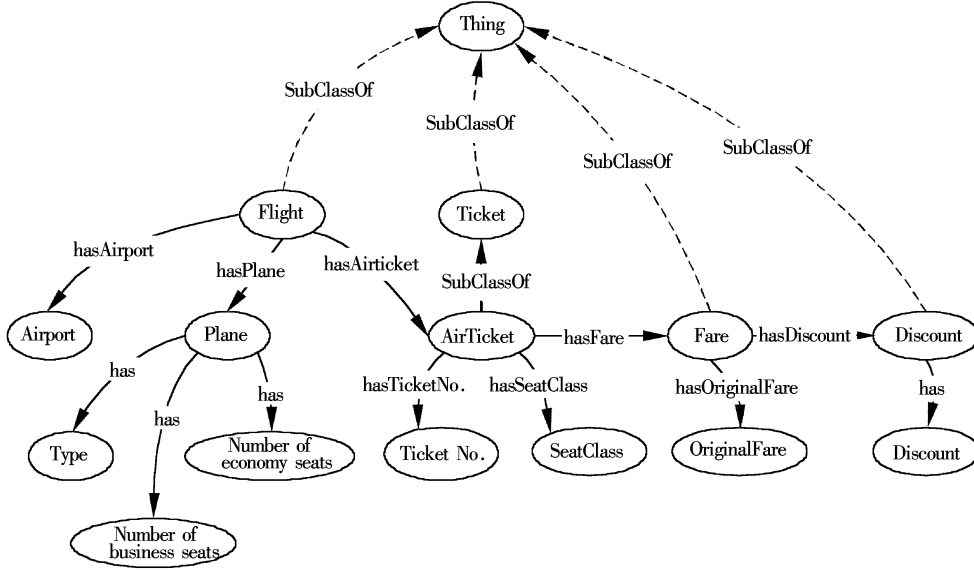 Thing
SubClassOf
SubClassOf
SubClassOf
SubClassOf
Flight
Ticket
hasAirport
hasPlane
hasAirticket
SubClassOf
Airport
Plane
AirTicket
hasFare
Fare
hasDiscount
Discount
has
has
has
hasTicketNo.
hasSeatClass
hasOriginalFare
has
Type
Number of
economy seats
Ticket No.
SeatClass
OriginalFare
Discount
Number of
business seats